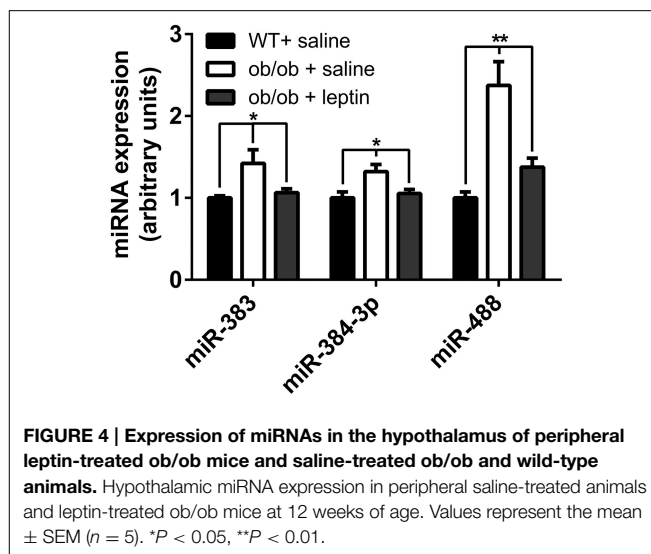 WT+ saline
ob/ob + saline
ob/ob + leptin
miRNA expression
(arbitrary units)
3
2
1
0
*
*
**
miR-383
miR-384-3p
miR-488
FIGURE 4 | Expression of miRNAs in the hypothalamus of peripheral
leptin-treated ob/ob mice and saline-treated ob/ob and wild-type
animals. Hypothalamic miRNA expression in peripheral saline-treated animals
and leptin-treated ob/ob mice at 12 weeks of age. Values represent the mean
± SEM (n = 5). *P < 0.05, **P < 0.01.